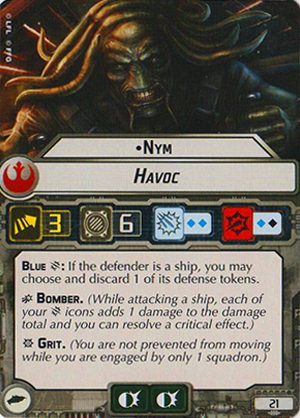 © LFL © FFG
•NYM
HAVOC
3
6
BLUE : If the defender is a ship, you may
choose and discard 1 of its defense tokens.
BOMBER. (While attacking a ship, each of
your icons adds 1 damage to the damage
total and you can resolve a critical effect.)
GRIT. (You are not prevented from moving
while you are engaged by only 1 squadron.)
21